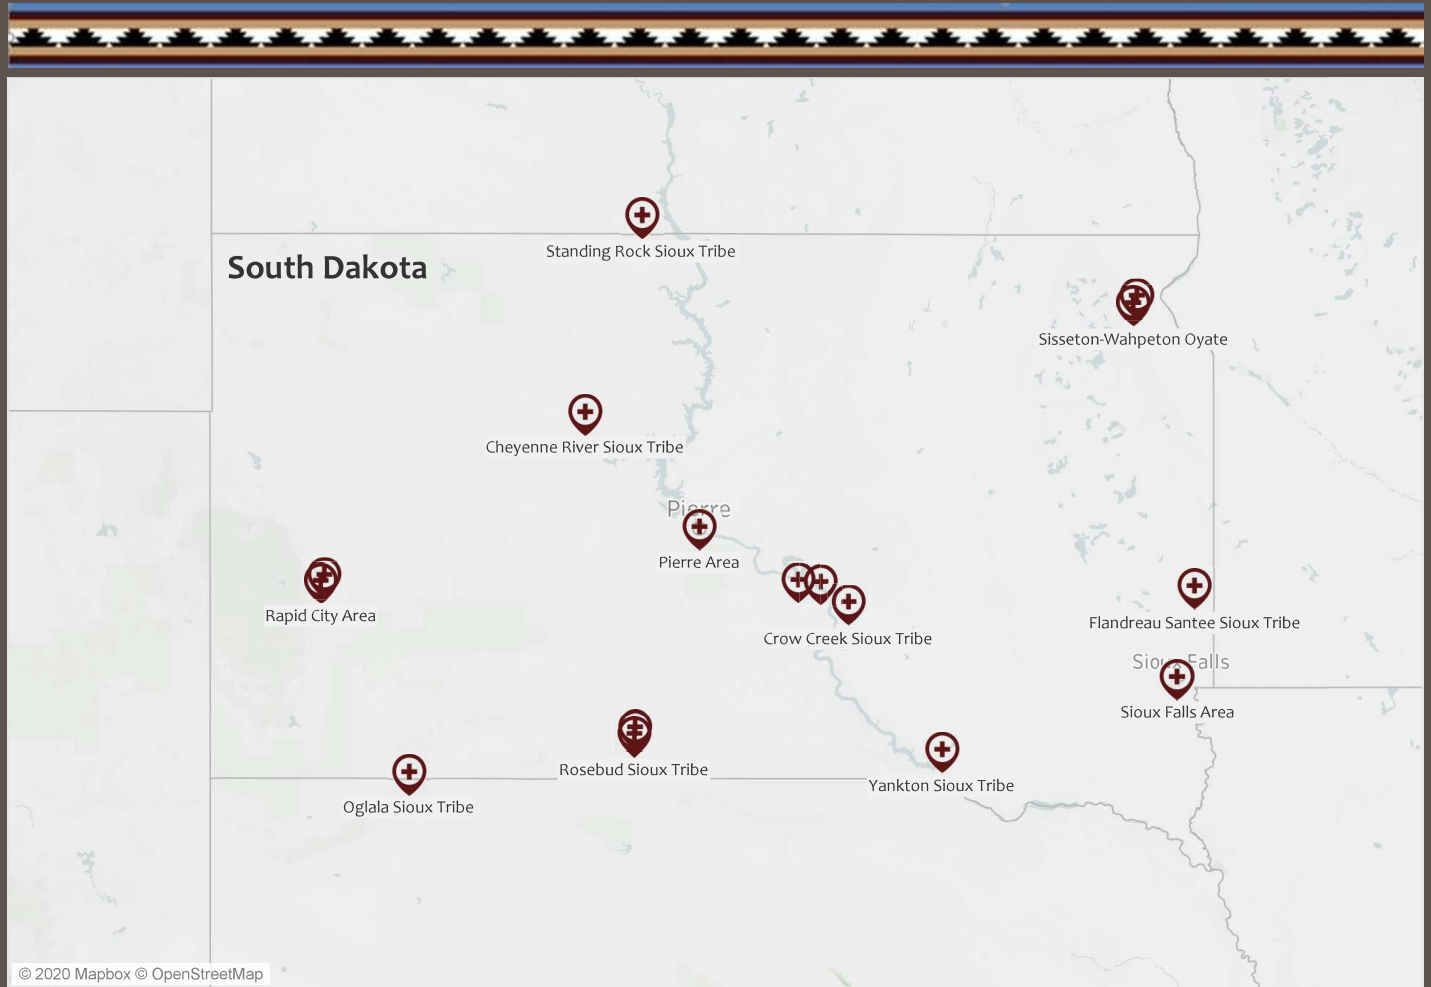 Standing Rock Sioux Tribe
South Dakota
Sisseton-Wahpeton Oyate
Cheyenne River Sioux Tribe
Pierre
Pierre Area
Rapid City Area
Flandreau Santee Sioux Tribe
Crow Creek Sioux Tribe
Sioux Falls
Sioux Falls Area
Rosebud Sioux Tribe
Yankton Sioux Tribe
Oglala Sioux Tribe
© 2020 Mapbox © OpenStreetMap